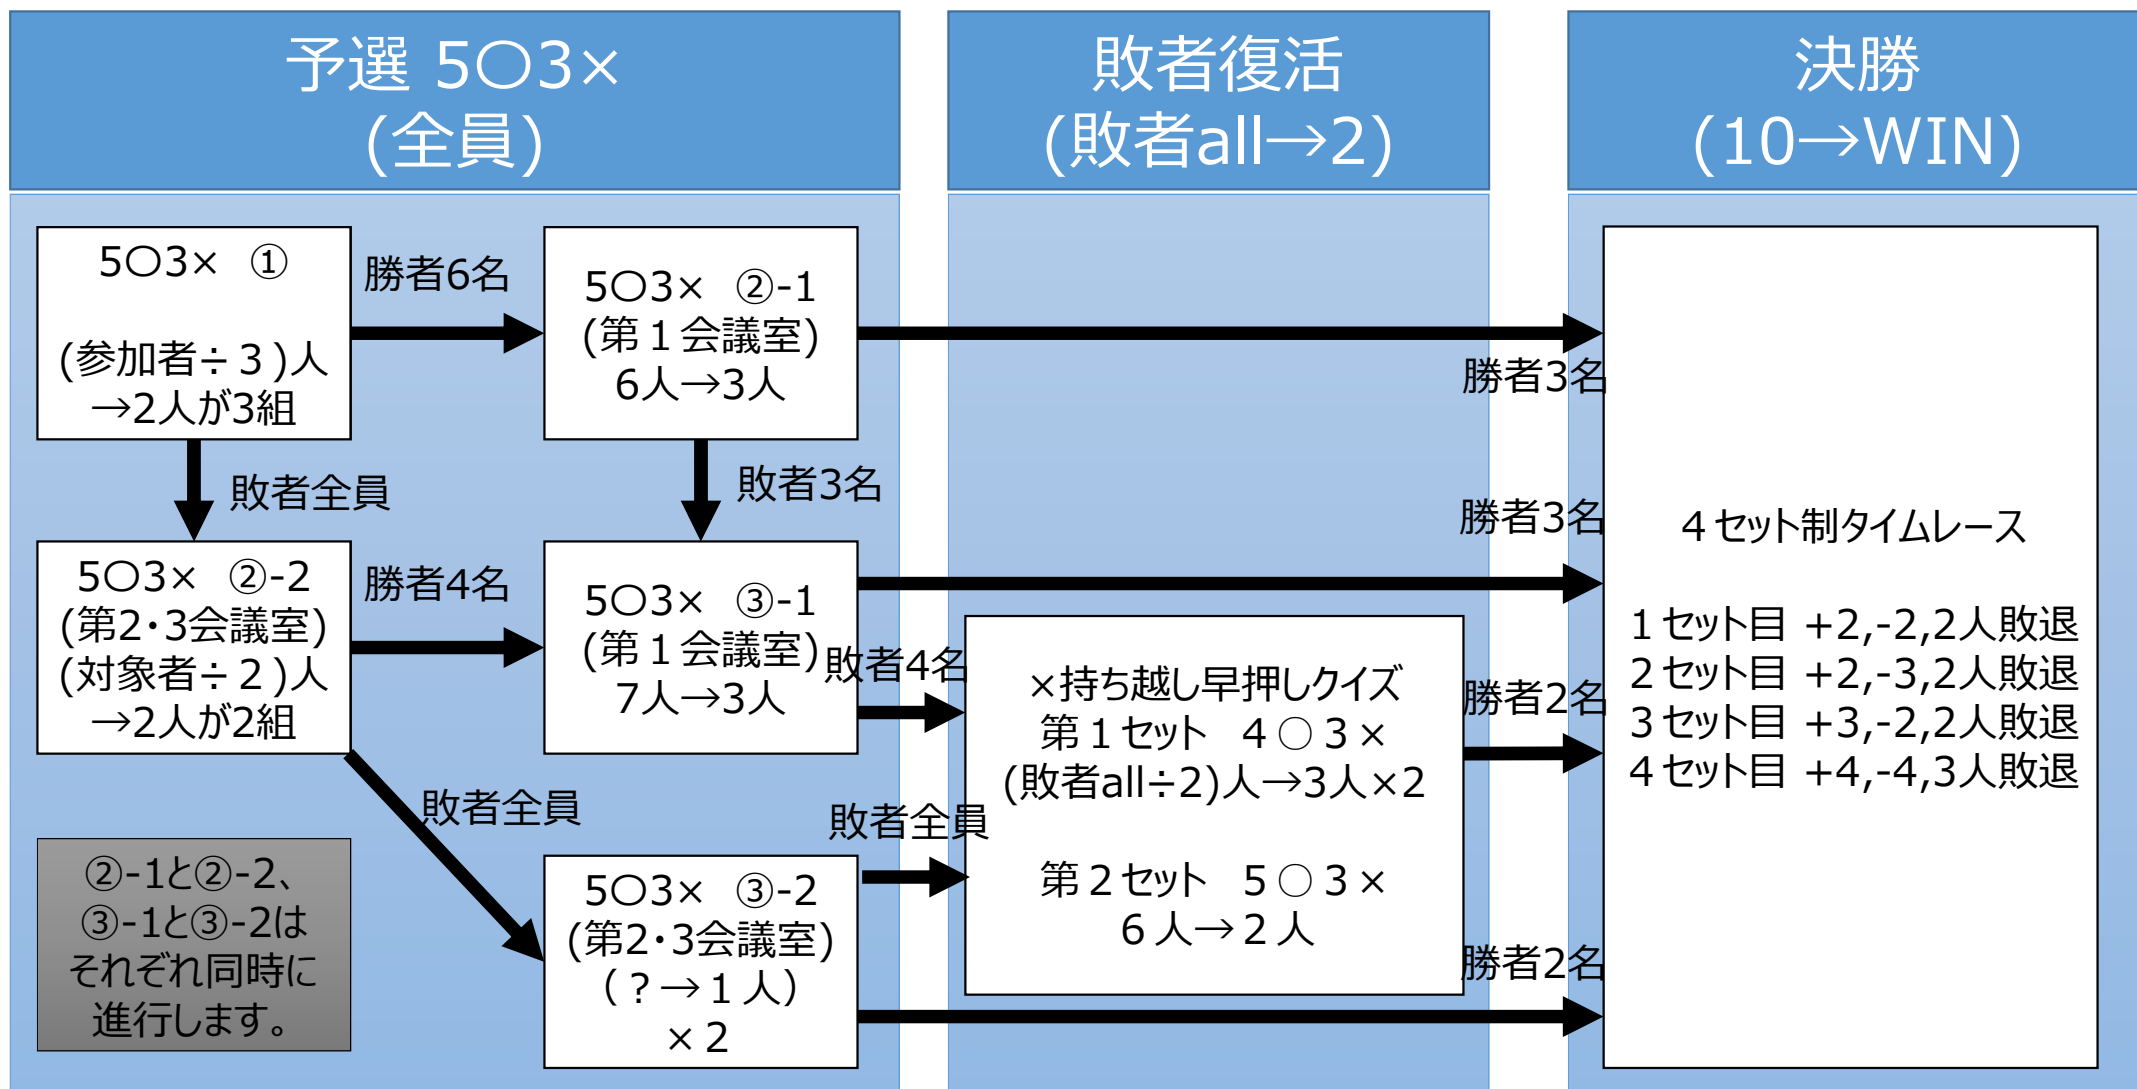 予選 5〇3×
(全員)
敗者復活
(敗者all→2)
決勝
(10→WIN)
5〇3× ①
(参加者÷３)人
→2人が3組
勝者6名
5〇3× ②-1
(第１会議室)
6人→3人
勝者3名
敗者全員
敗者3名
5〇3× ②-2
(第2・3会議室)
(対象者÷２)人
→2人が2組
勝者4名
5〇3× ③-1
(第１会議室)
7人→3人
勝者3名
敗者4名
敗者全員
②-1と②-2、
③-1と③-2は
それぞれ同時に
進行します。
5〇3× ③-2
(第2・3会議室)
（？→１人）
×２
敗者全員
×持ち越し早押しクイズ
第１セット ４○３×
(敗者all÷2)人→3人×2
第２セット ５○３×
６人→２人
勝者2名
勝者2名
４セット制タイムレース
１セット目 +2,-2,2人敗退
２セット目 +2,-3,2人敗退
３セット目 +3,-2,2人敗退
４セット目 +4,-4,3人敗退